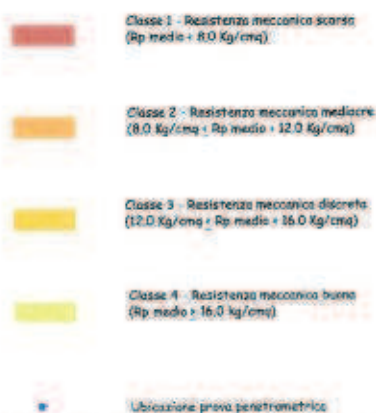 Classe 1 - Resistenza meccanica scarsa
(Rp medio < 8.0 Kg/cmq)
Classe 2 - Resistenza meccanica mediocre
(8.0 Kg/cmq < Rp medio < 12.0 Kg/cmq)
Classe 3 - Resistenza meccanica discreta
(12.0 Kg/cmq < Rp medio < 16.0 Kg/cmq)
Classe 4 - Resistenza meccanica buona
(Rp medio > 16.0 Kg/cmq)
Ubicazione prova penetrometrica